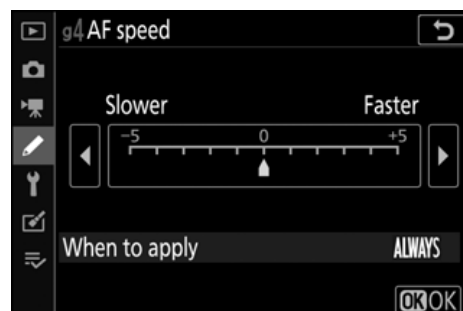 g4 AF speed
Slower Faster
-5 0 +5
When to apply ALWAYS
OK OK